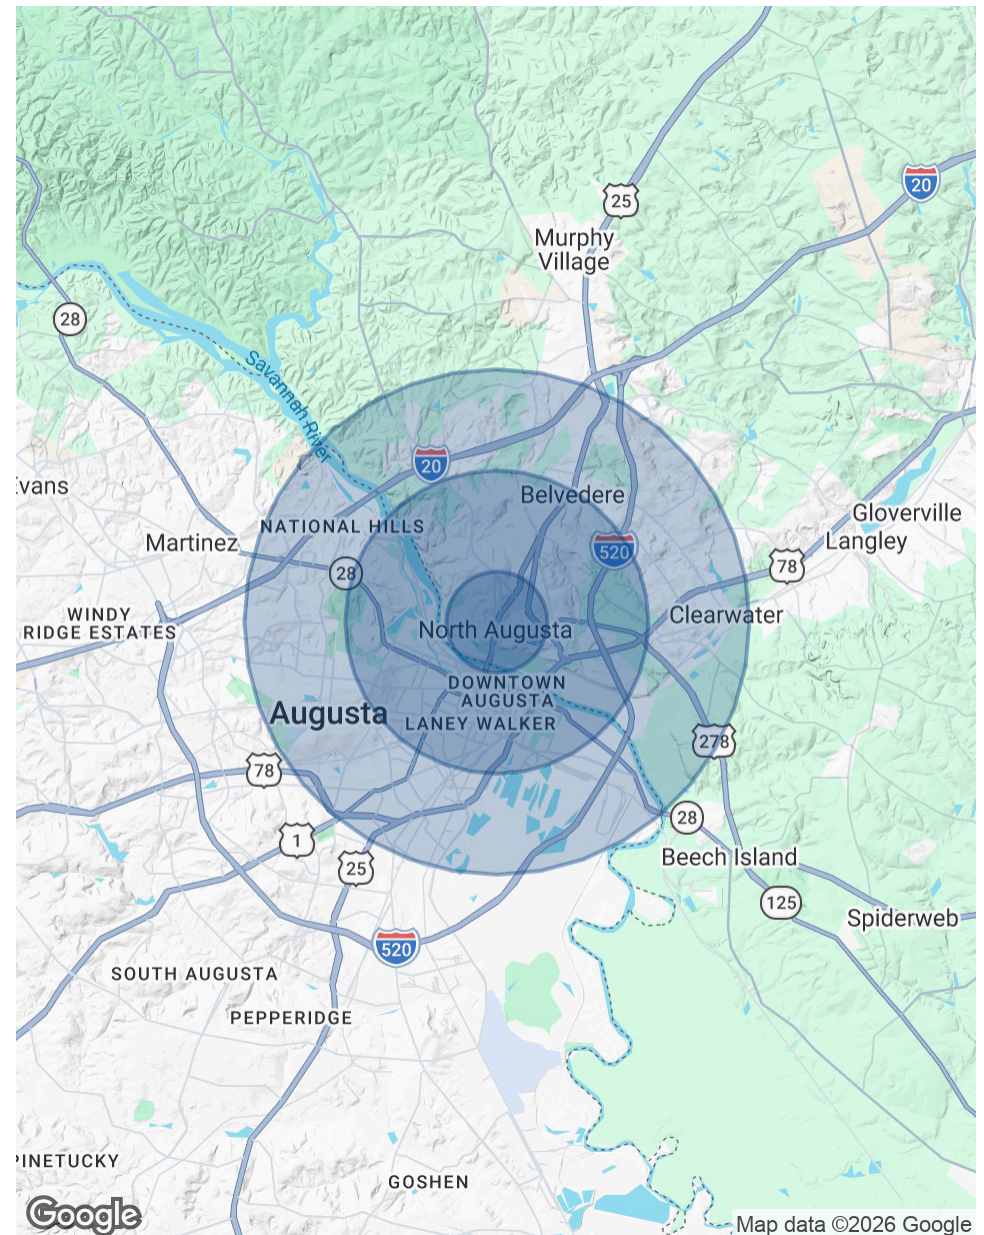 20
25
Murphy
Village
28
Savannah River
20
Belvedere
vans
NATIONAL HILLS
Gloverville
Martinez
Langley
520
78
28
WINDY
RIDGE ESTATES
Clearwater
North Augusta
DOWNTOWN
AUGUSTA
Augusta
LANEY WALKER
278
78
28
1
Beech Island
25
125
Spiderweb
520
SOUTH AUGUSTA
PEPPERIDGE
PINETUCKY
GOSHEN
Google
Map data ©2026 Google